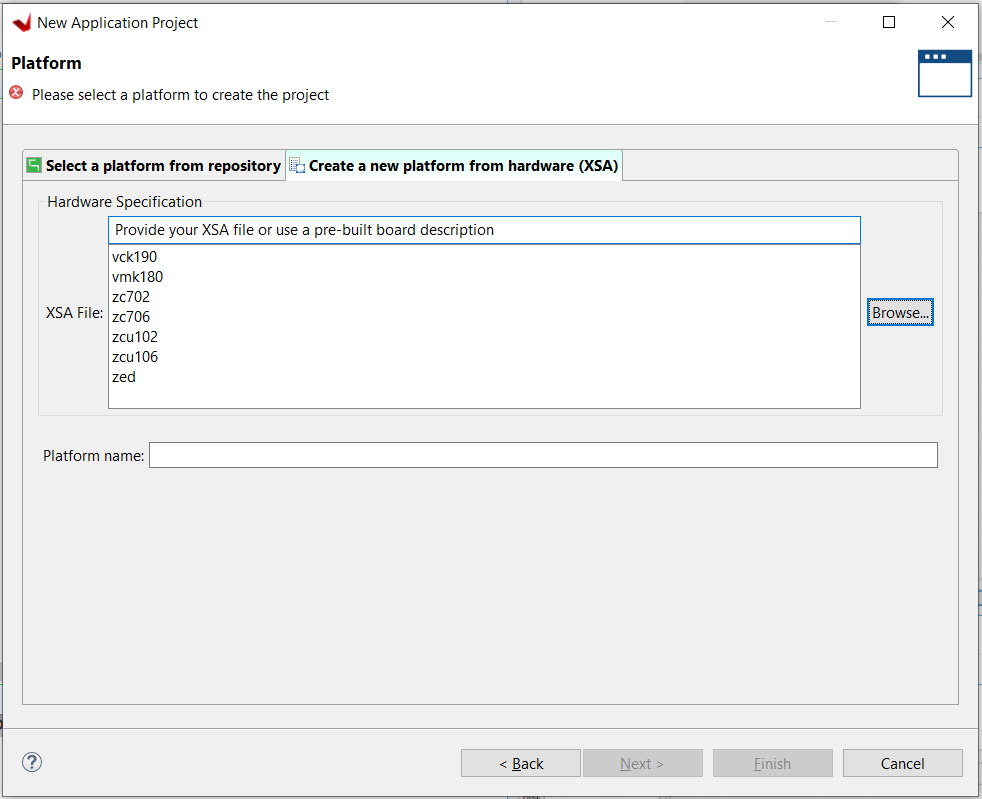 New Application Project
Platform
Please select a platform to create the project
Select a platform from repository
Create a new platform from hardware (XSA)
Hardware Specification
Provide your XSA file or use a pre-built board description
vck190
vmk180
zc702
XSA File:
zc706
Browse...
zcu102
zcu106
zed
Platform name:
?
< Back
Next >
Finish
Cancel